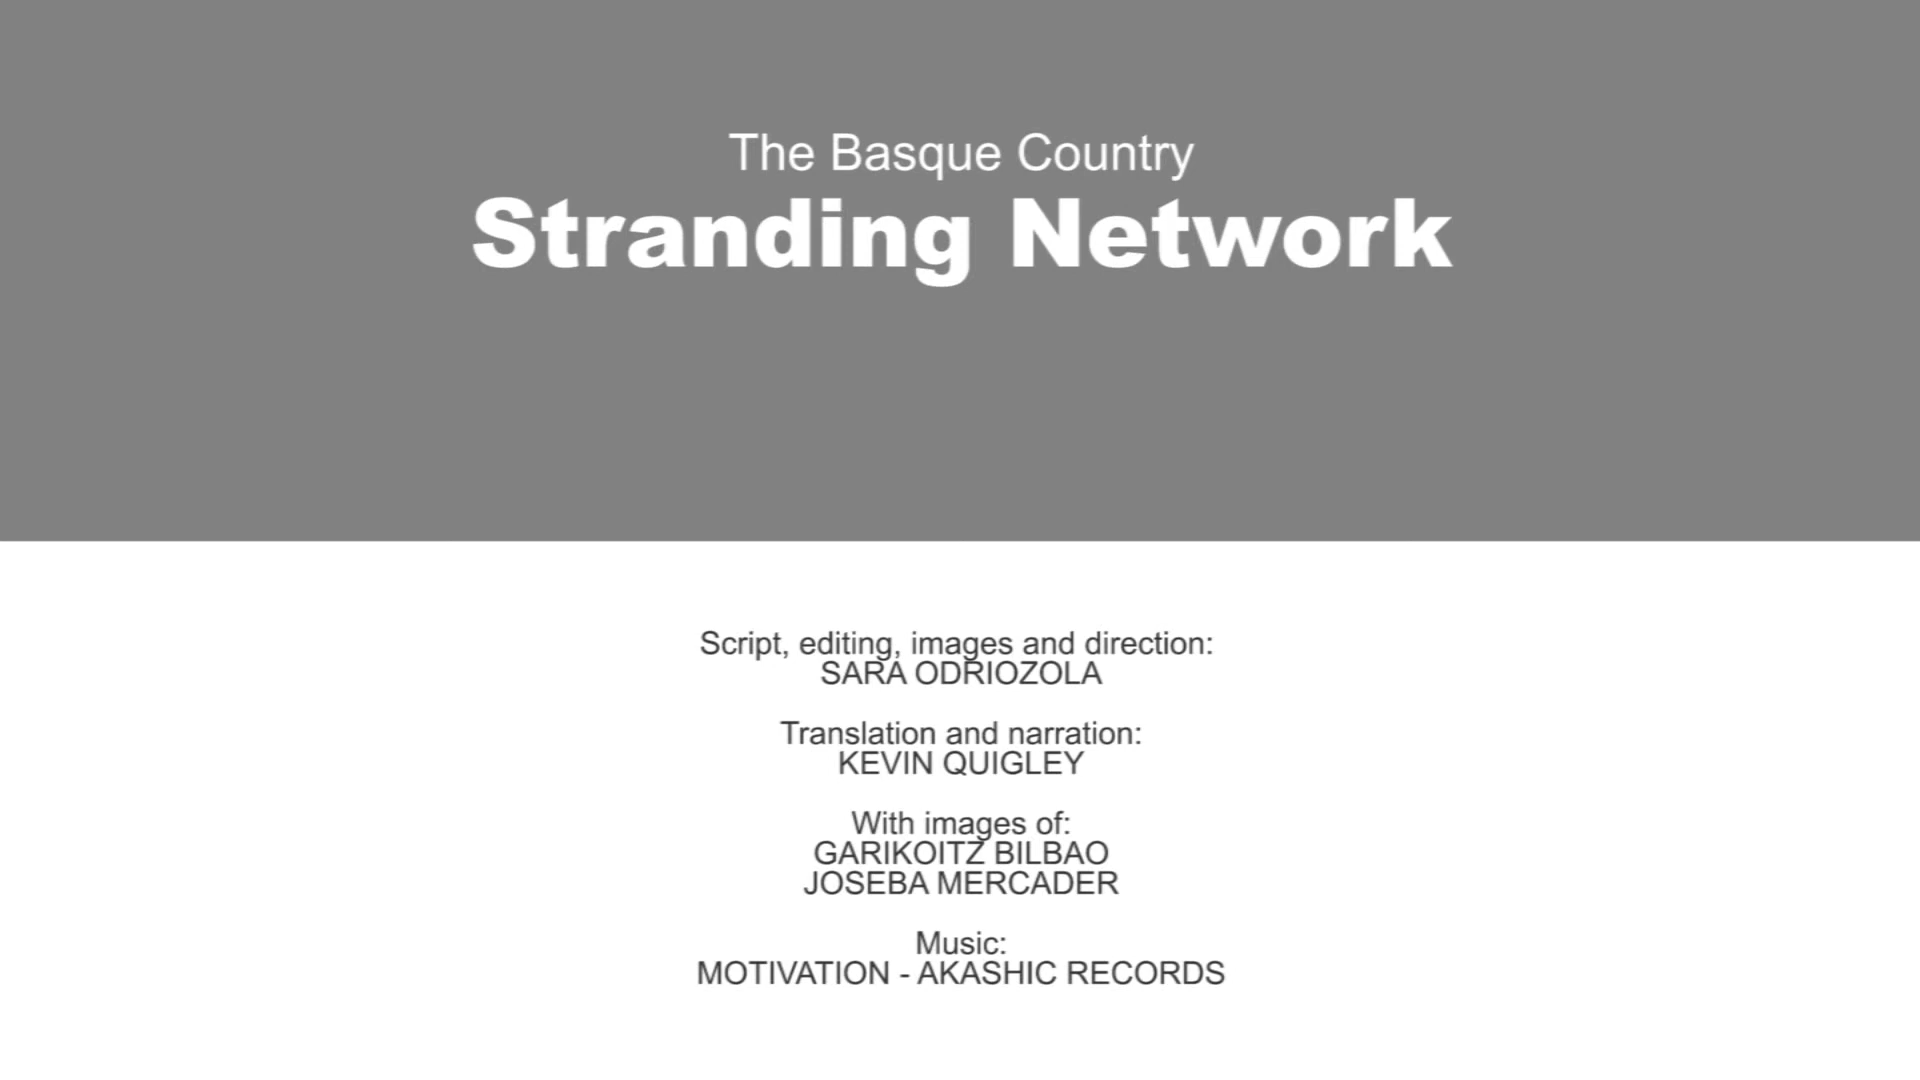 The Basque Country
Stranding Network
Script, editing, images and direction:
SARA ODRIOZOLA
Translation and narration:
KEVIN QUIGLEY
With images of:
GARIKOITZ BILBAO
JOSEBA MERCADER
Music:
MOTIVATION - AKASHIC RECORDS